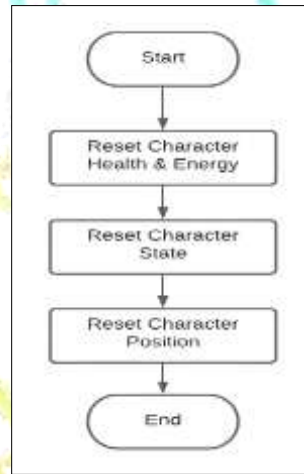 Start
Reset Character
Health & Energy
Reset Character
State
Reset Character
Position
End